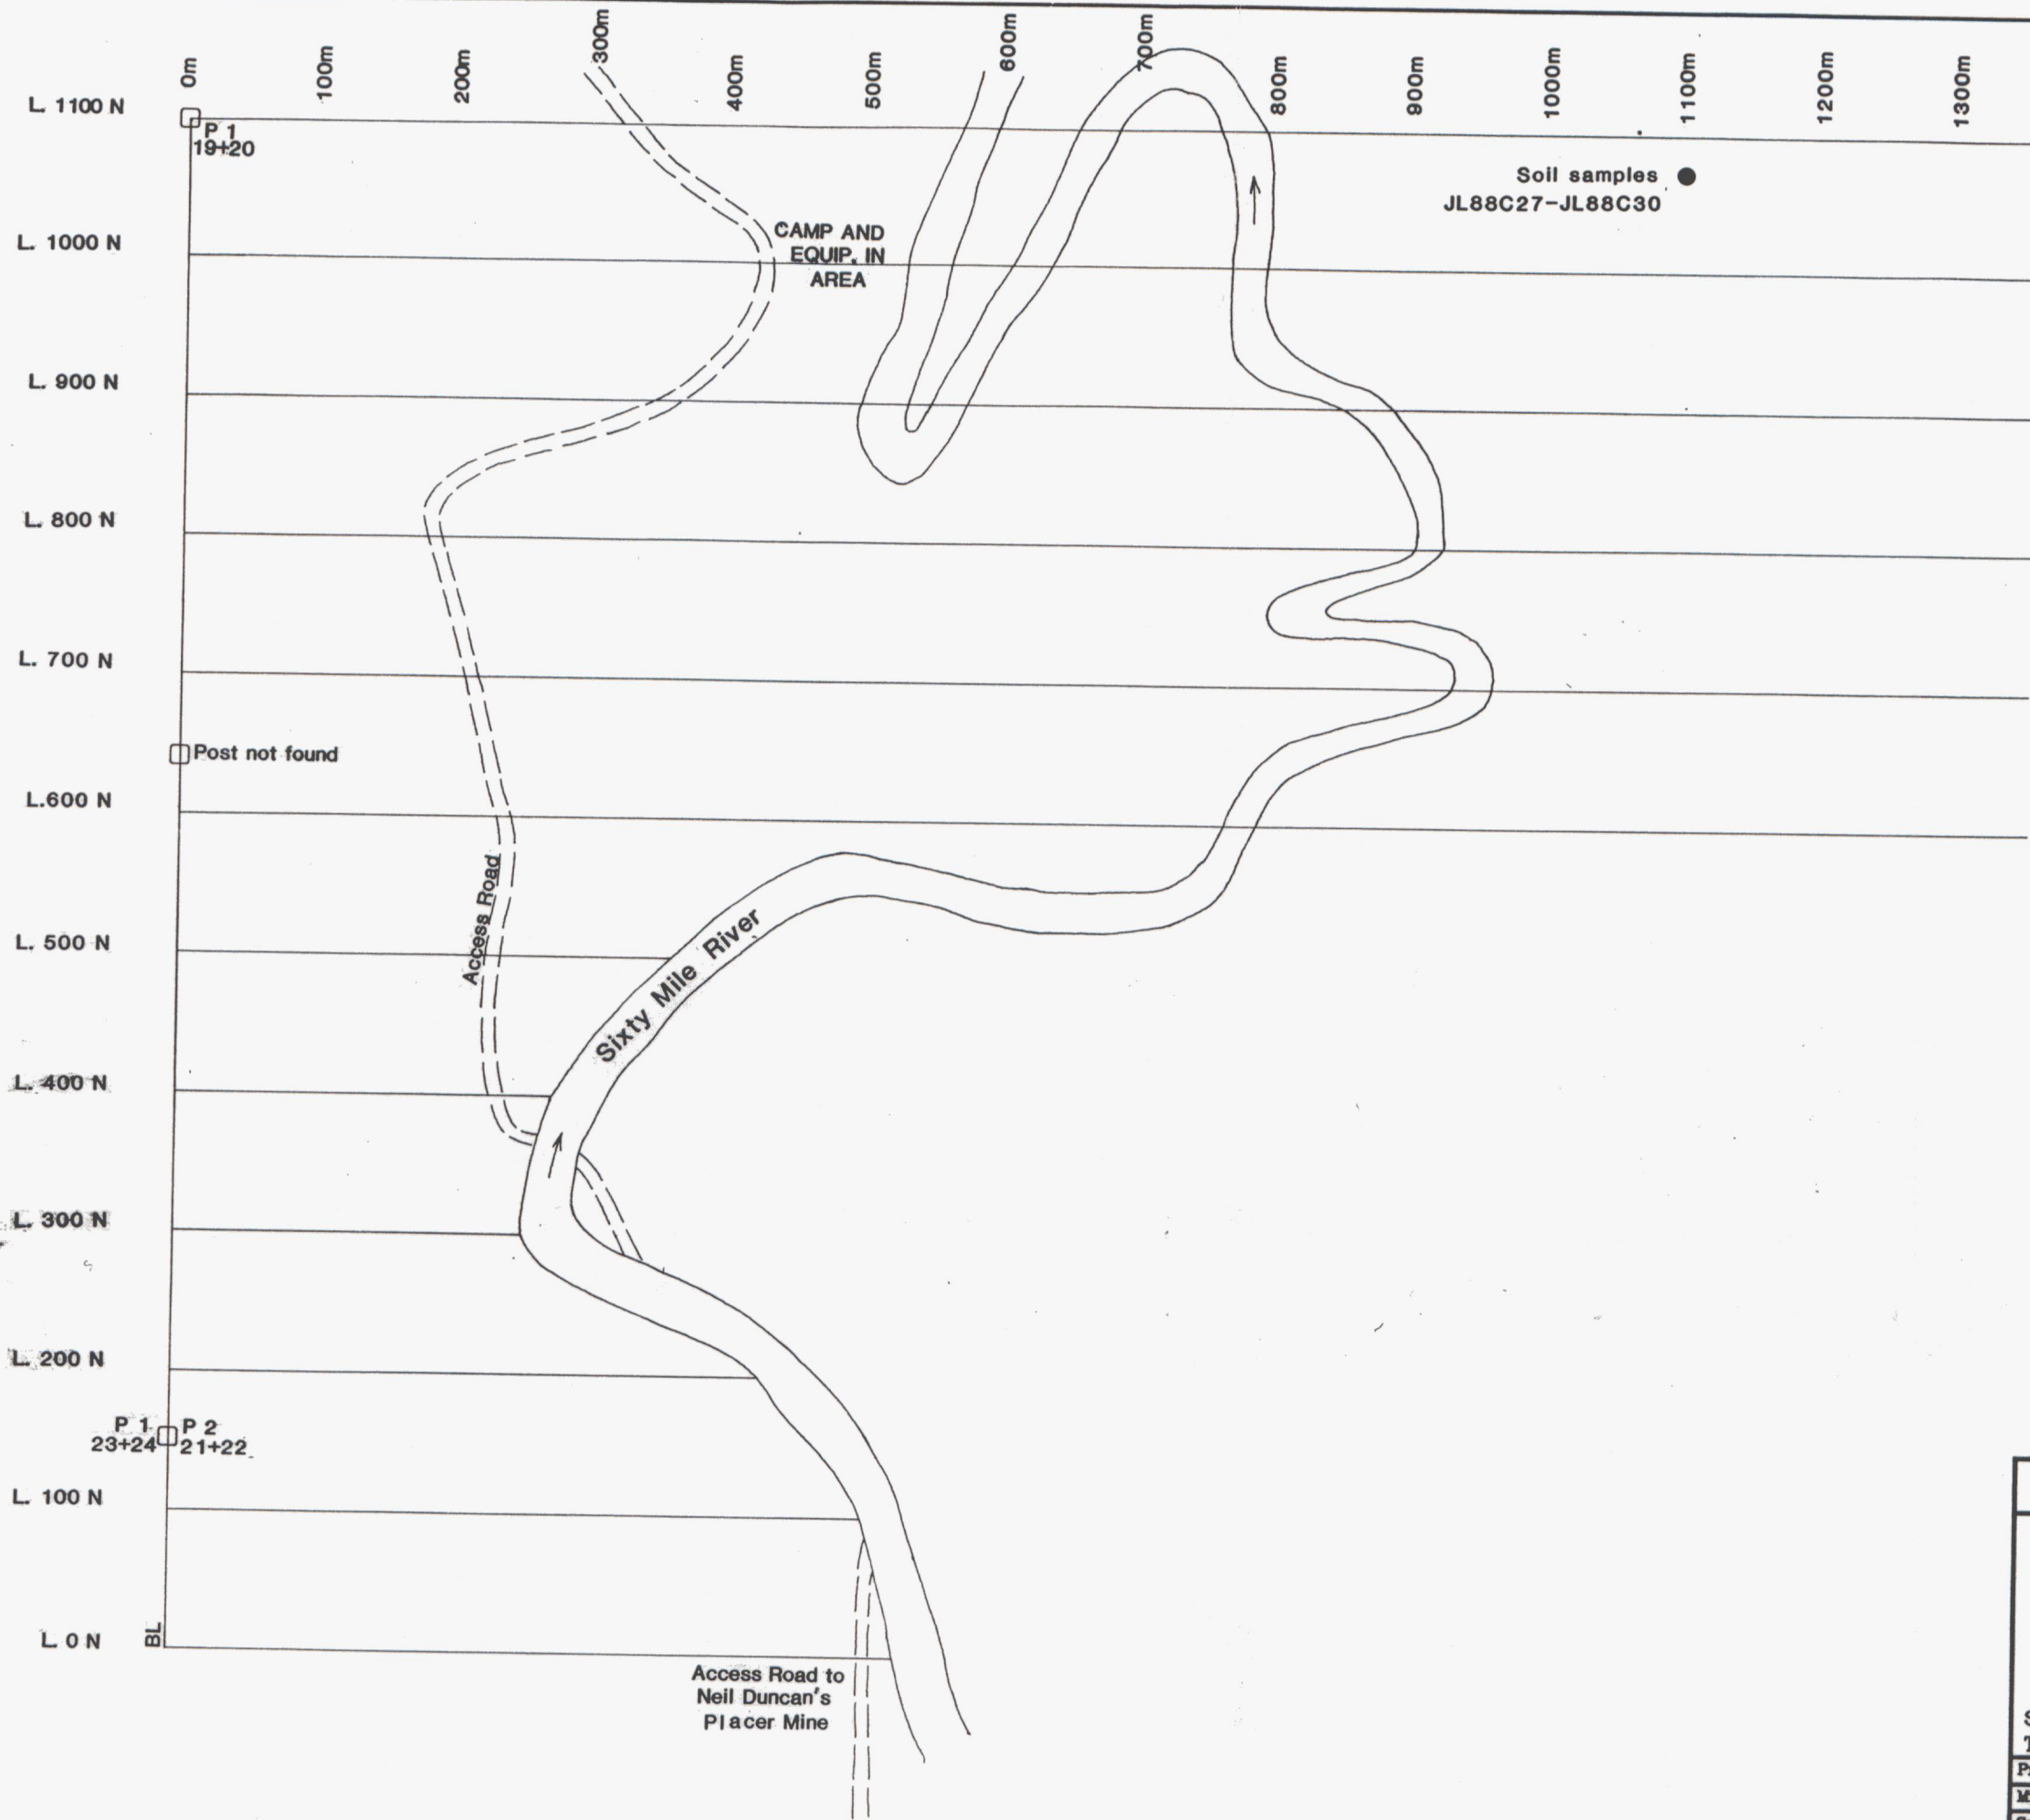 0m
100m
200m
300m
400m
500m
600m
700m
800m
900m
1000m
1100m
1200m
1300m
L. 1100 N
P 1
19+20
Soil samples
JL88C27-JL88C30
CAMP AND
EQUIP. IN
AREA
L. 1000 N
L. 900 N
L. 800 N
L. 700 N
Post not found
L.600 N
Access Road
Sixty Mile River
L. 500 N
L. 400 N
L. 300 N
L. 200 N
P 1
23+24
P 2
21+22
L. 100 N
L. 0 N
BL
Access Road to
Neil Duncan's
Placer Mine